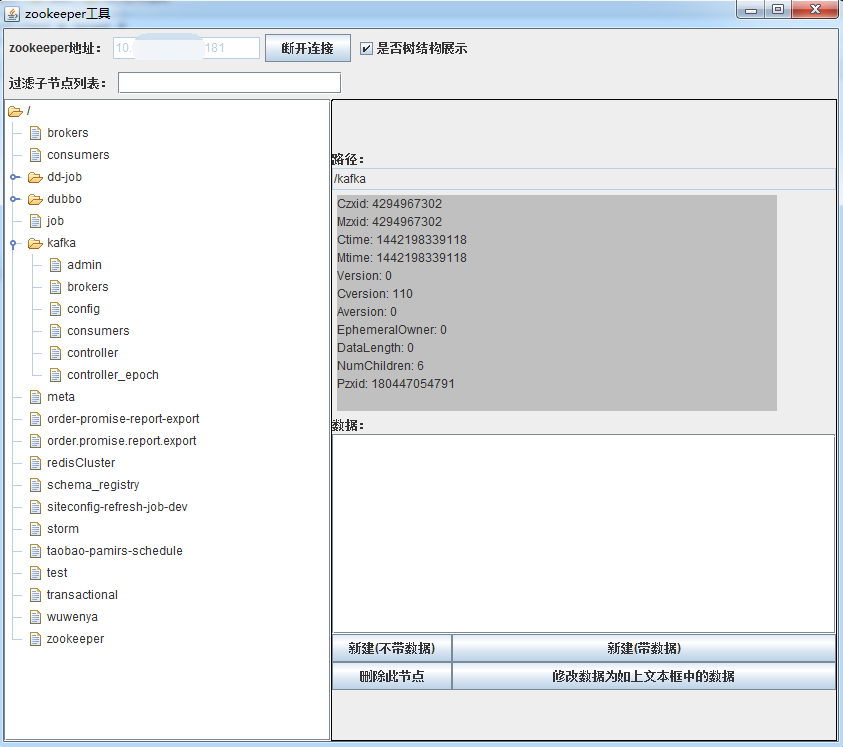 zookeeper工具
zookeeper地址： 10. 181 断开连接 是否树结构展示
过滤子节点列表：
/
brokers
consumers
dd-job
dubbo
job
kafka
admin
brokers
config
consumers
controller
controller_epoch
meta
order-promise-report-export
order.promise.report.export
redisCluster
schema_registry
siteconfig-refresh-job-dev
storm
taobao-pamirs-schedule
test
transactional
wuwenya
zookeeper
路径：
/kafka
Czxid: 4294967302
Mzxid: 4294967302
Ctime: 1442198339118
Mtime: 1442198339118
Version: 0
Cversion: 110
Aversion: 0
EphemeralOwner: 0
DataLength: 0
NumChildren: 6
Pzxid: 180447054791
数据：
新建(不带数据) 新建(带数据)
删除此节点 修改数据为如上文本框中的数据